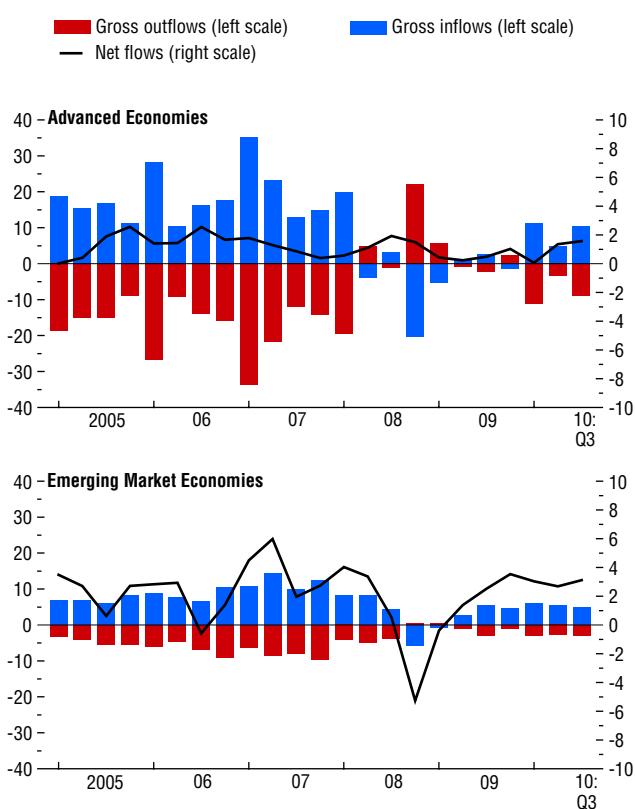 Gross outflows (left scale) Gross inflows (left scale)
Net flows (right scale)
Advanced Economies
40 10
30 8
20 6
10 4
0 2
-10 0
-20 -2
-30 -4
-40 -6
-8
-10
2005 06 07 08 09 10:
Q3
Emerging Market Economies
40 10
30 8
20 6
10 4
0 2
-10 0
-20 -2
-30 -4
-40 -6
-8
-10
2005 06 07 08 09 10:
Q3